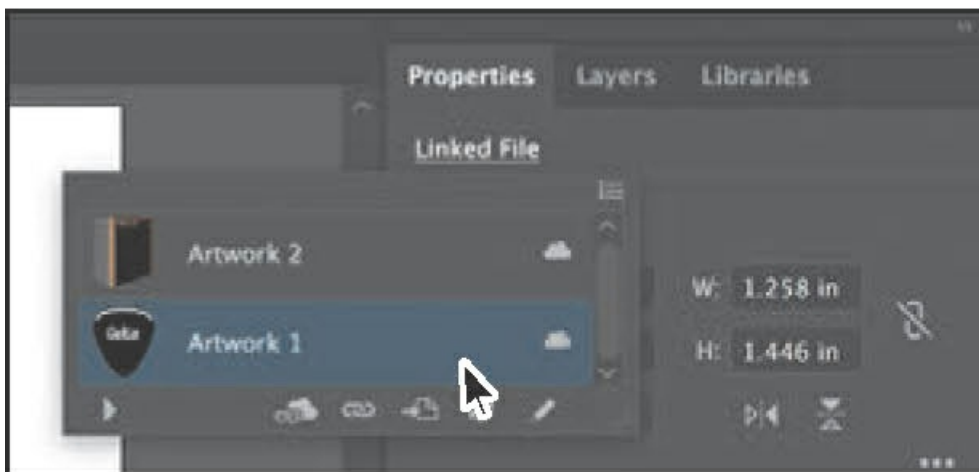 Properties Layers Libraries
Linked File
Artwork 2
W: 1.258 in
Artwork 1
H: 1.446 in